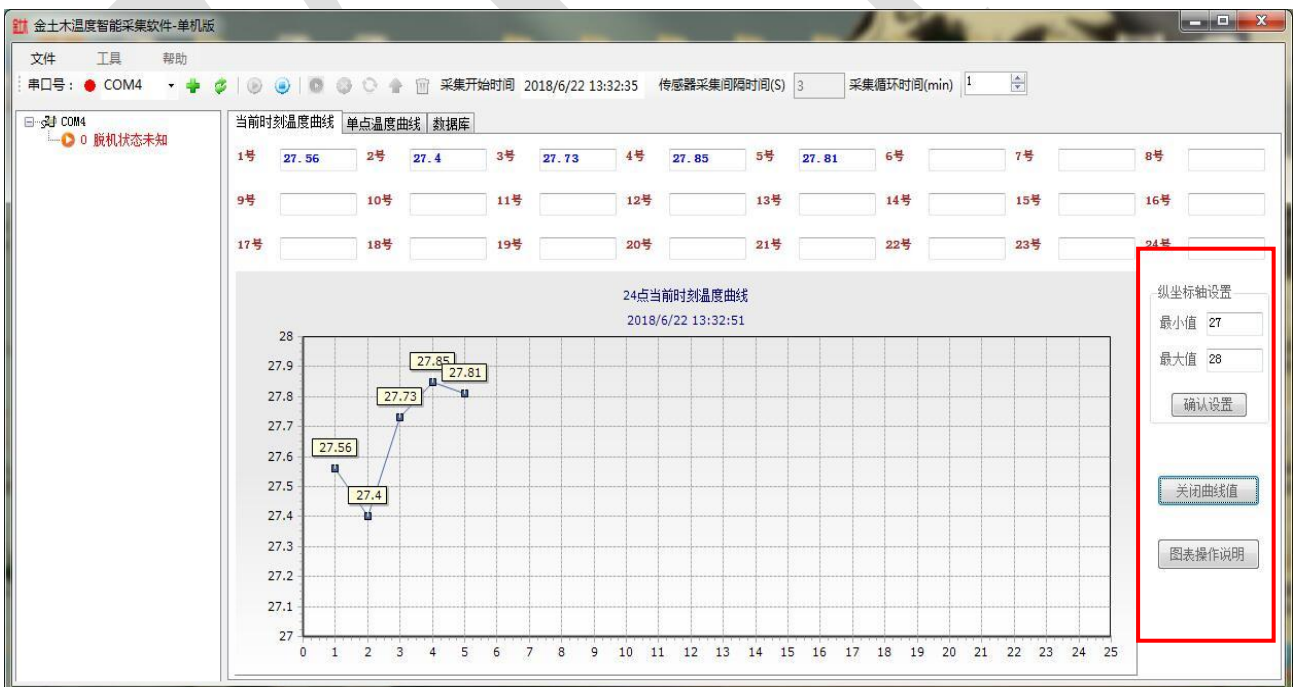 金土木温度智能采集软件-单机版
文件 工具 帮助
串口号： COM4 采集开始时间 2018/6/22 13:32:35 传感器采集间隔时间(S) 3 采集循环时间(min) 1
COM4
0 脱机状态未知
当前时刻温度曲线 单点温度曲线 数据库
1号 27.56 2号 27.4 3号 27.73 4号 27.85 5号 27.81 6号 7号 8号
9号 10号 11号 12号 13号 14号 15号 16号
17号 18号 19号 20号 21号 22号 23号 24号
24点当前时刻温度曲线
2018/6/22 13:32:51
28
27.9
27.8
27.7
27.6
27.5
27.4
27.3
27.2
27.1
27
27.56
27.4
27.73
27.85
27.81
0 1 2 3 4 5 6 7 8 9 10 11 12 13 14 15 16 17 18 19 20 21 22 23 24 25
纵坐标轴设置
最小值 27
最大值 28
确认设置
关闭曲线值
图表操作说明